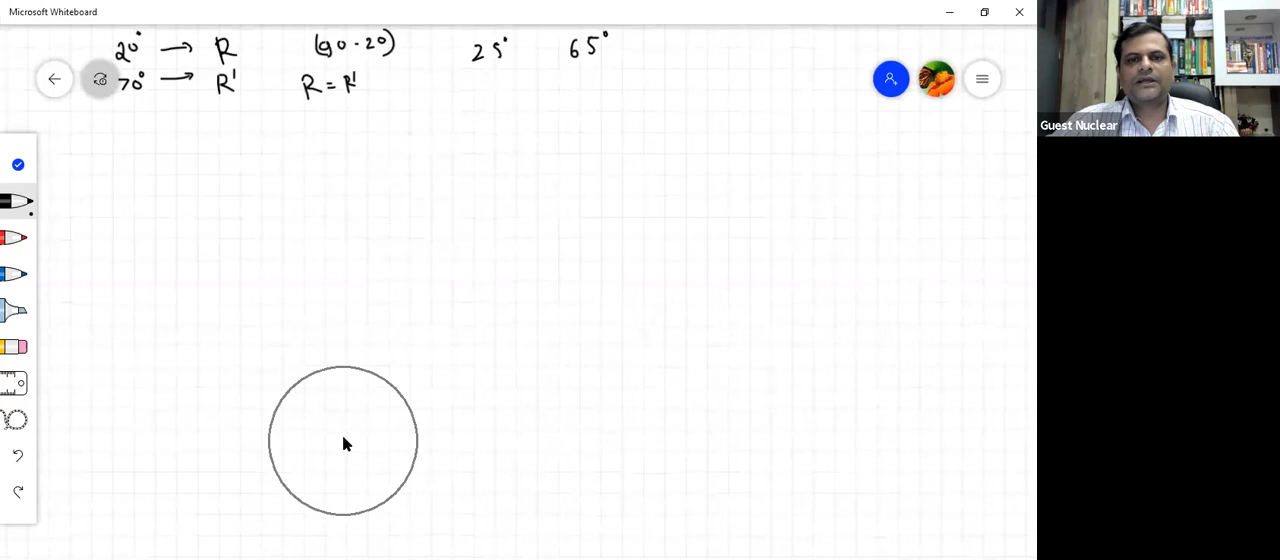 Microsoft Whiteboard
20° → R (90-20) 25° 65°
70° → R' R = R'
Guest Nuclear